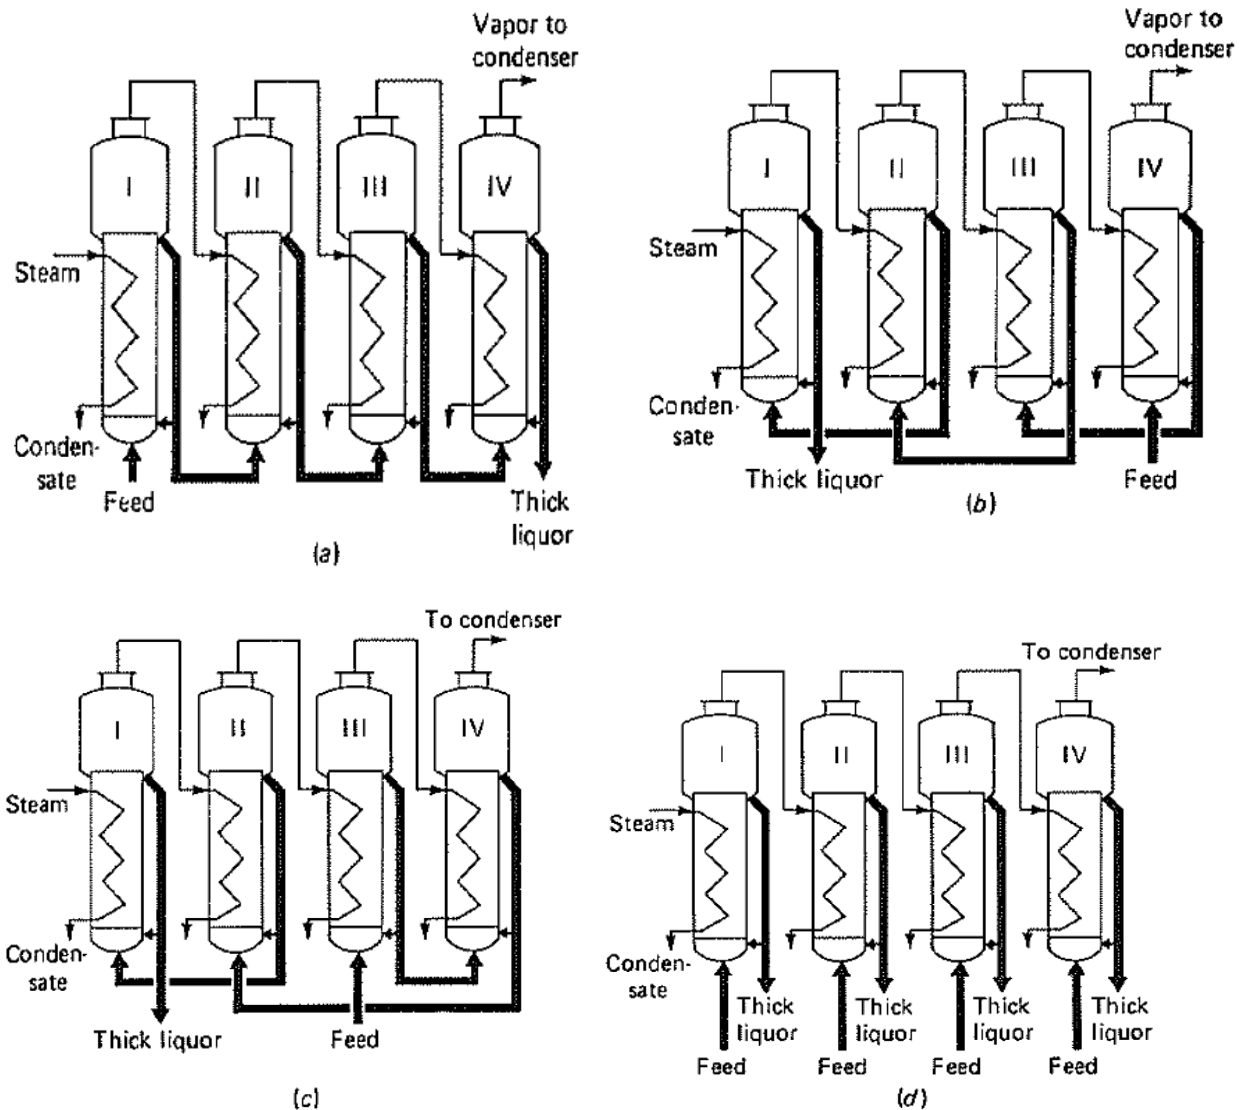 Vapor to
condenser
I
II
III
IV
Steam
Conden-
sate
Feed
Thick
liquor
(a)
Vapor to
condenser
I
II
III
IV
Steam
Conden-
sate
Thick liquor
Feed
(b)
To condenser
I
II
III
IV
Steam
Conden-
sate
Thick liquor
Feed
(c)
To condenser
I
II
III
IV
Steam
Conden-
sate
Thick
liquor
Thick
liquor
Thick
liquor
Thick
liquor
Feed
Feed
Feed
Feed
(d)